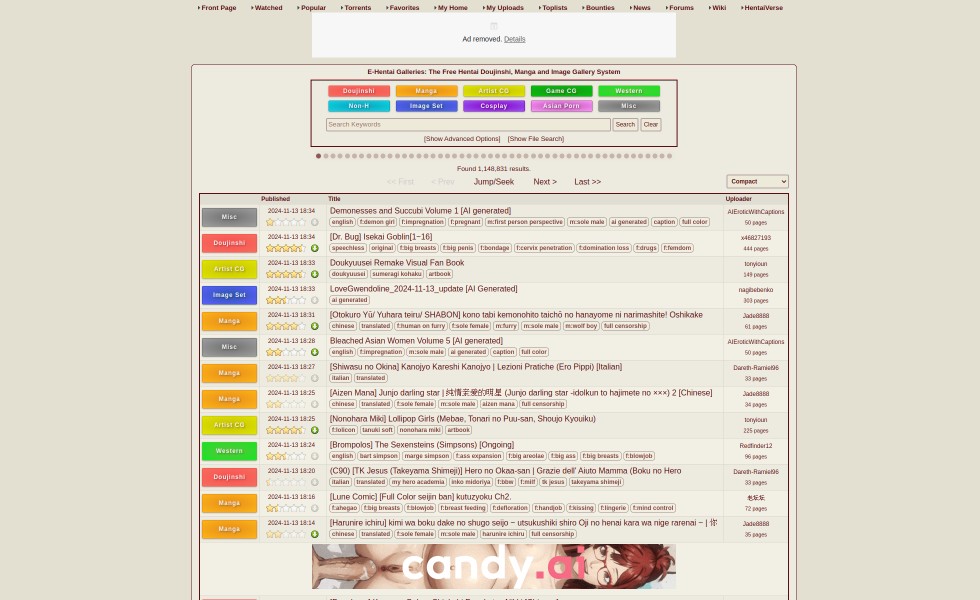 Front Page Watched Popular Torrents Favorites My Home My Uploads Toplists Bounties News Forums Wiki HentaiVerse
Ad removed. Details
E-Hentai Galleries: The Free Hentai Doujinshi, Manga and Image Gallery System
Doujinshi Manga Artist CG Game CG Western
Non-H Image Set Cosplay Asian Porn Misc
Search Keywords Search Clear
[Show Advanced Options] [Show File Search]
Found 1,148,831 results.
<< First < Prev Jump/Seek Next > Last >> Compact
Published Title Uploader
Misc 2024-11-13 18:34 Demonesses and Succubi Volume 1 [AI generated] AIEroticWithCaptions
english f:demon girl f:impregnation f:pregnant m:first person perspective m:sole male ai generated caption full color 50 pages
Doujinshi 2024-11-13 18:34 [Dr. Bug] Isekai Goblin[1~16] x46827193
speechless original f:big breasts f:big penis f:bondage f:cervix penetration f:domination loss f:drugs f:femdom 444 pages
Artist CG 2024-11-13 18:33 Doukyuusei Remake Visual Fan Book tonyioun
doukyuusei sumeragi kohaku artbook 149 pages
Image Set 2024-11-13 18:33 LoveGwendoline_2024-11-13_update [AI Generated] nagibebenko
ai generated 303 pages
Manga 2024-11-13 18:31 [Otokuro Yū/ Yuhara teiru/ SHABON] kono tabi kemonohito taichō no hanayome ni narimashite! Oshikake Jade8888
chinese translated f:human on furry f:sole female m:furry m:sole male m:wolf boy full censorship 61 pages
Misc 2024-11-13 18:28 Bleached Asian Women Volume 5 [AI generated] AIEroticWithCaptions
english f:impregnation m:sole male ai generated caption full color 50 pages
Manga 2024-11-13 18:27 [Shiwasu no Okina] Kanojyo Kareshi Kanojyo | Lezioni Pratiche (Ero Pippi) [Italian] Dareth-Ramiel96
italian translated 33 pages
Manga 2024-11-13 18:25 [Aizen Mana] Junjo darling star | 纯情至爱的明星 (Junjo darling star -idolkun to hajimete no ×××) 2 [Chinese] Jade8888
chinese translated f:sole female m:sole male aizen mana full censorship 34 pages
Artist CG 2024-11-13 18:25 [Nonohara Miki] Lollipop Girls (Mebae, Tonari no Puu-san, Shoujo Kyouiku) tonyioun
f:lolicon tanuki soft nonohara miki artbook 225 pages
Western 2024-11-13 18:24 [Brompolos] The Sexensteins (Simpsons) [Ongoing] Redfinder12
english bart simpson marge simpson f:ass expansion f:big areolae f:big ass f:big breasts f:blowjob 96 pages
Doujinshi 2024-11-13 18:20 (C90) [TK Jesus (Takeyama Shimeji)] Hero no Okaa-san | Grazie dell' Aiuto Mamma (Boku no Hero Dareth-Ramiel96
italian translated my hero academia inko midoriya f:bbw f:milf tk jesus takeyama shimeji 33 pages
Manga 2024-11-13 18:16 [Lune Comic] [Full Color seijin ban] kutuzyoku Ch2.
f:ahegao f:big breasts f:blowjob f:breast feeding f:defloration f:handjob f:kissing f:lingerie f:mind control 72 pages
Manga 2024-11-13 18:14 [Harunire ichiru] kimi wa boku dake no shugo seijo ~ utsukushiki shiro Oji no henai kara wa nige rarenai ~ | 你 Jade8888
chinese translated f:sole female m:sole male harunire ichiru full censorship 35 pages
candy.ai